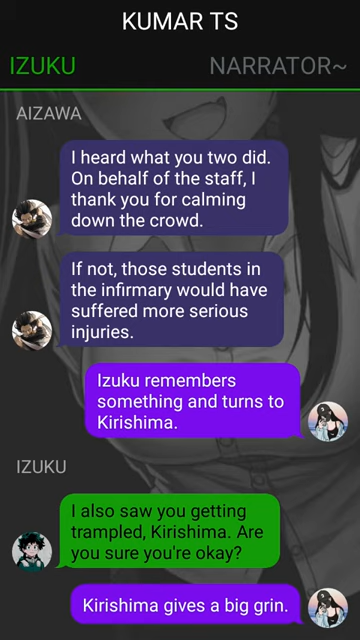 KUMAR TS
IZUKU NARRATOR~
AIZAWA
I heard what you two did.
On behalf of the staff, I
thank you for calming
down the crowd.
If not, those students in
the infirmary would have
suffered more serious
injuries.
Izuku remembers
something and turns to
Kirishima.
IZUKU
I also saw you getting
trampled, Kirishima. Are
you sure you're okay?
Kirishima gives a big grin.